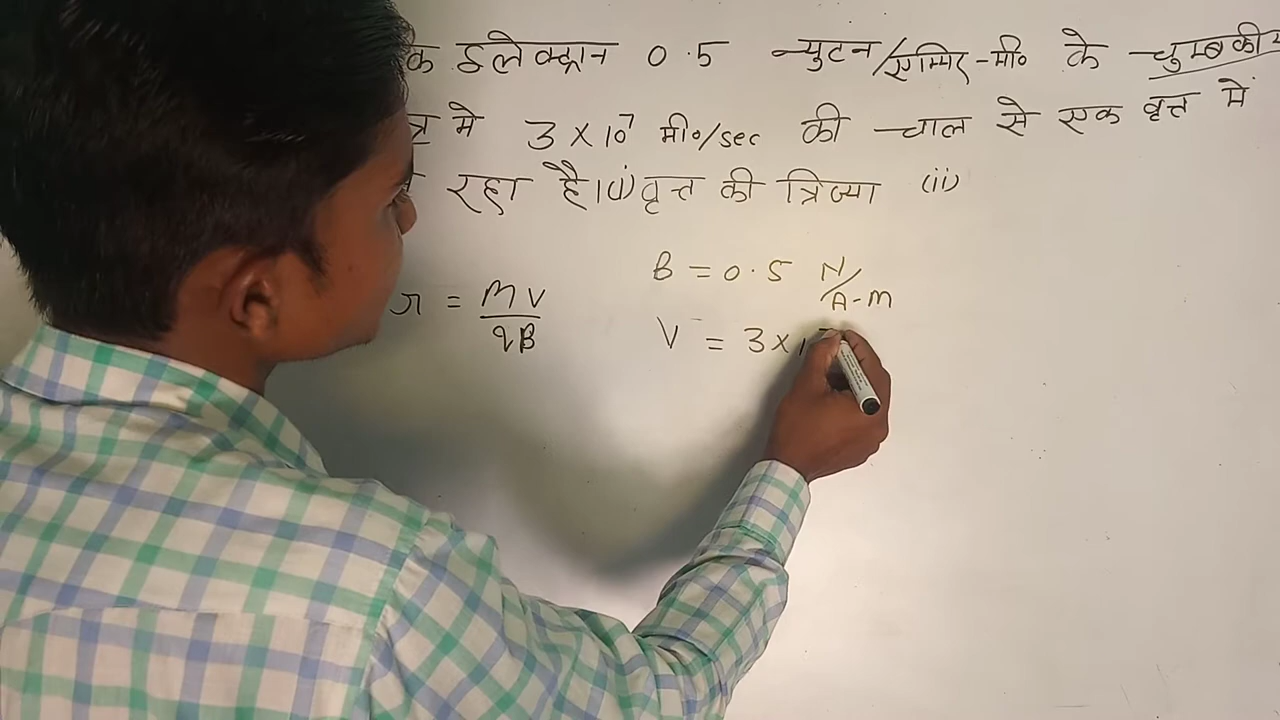 क इलेक्ट्रान 0.5 न्युटन/एम्पिर-मी० के चुम्बकीय
त्र मे 3 × 10⁷ मी०/sec की चाल से एक वृत्त में
रहा है। (i) वृत्त की त्रिज्या (ii)
B = 0.5 N/A-m
r = mv/qB
V = 3 ×